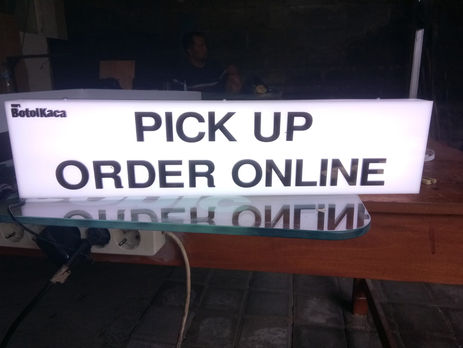 BotolKaca
PICK UP
ORDER ONLINE